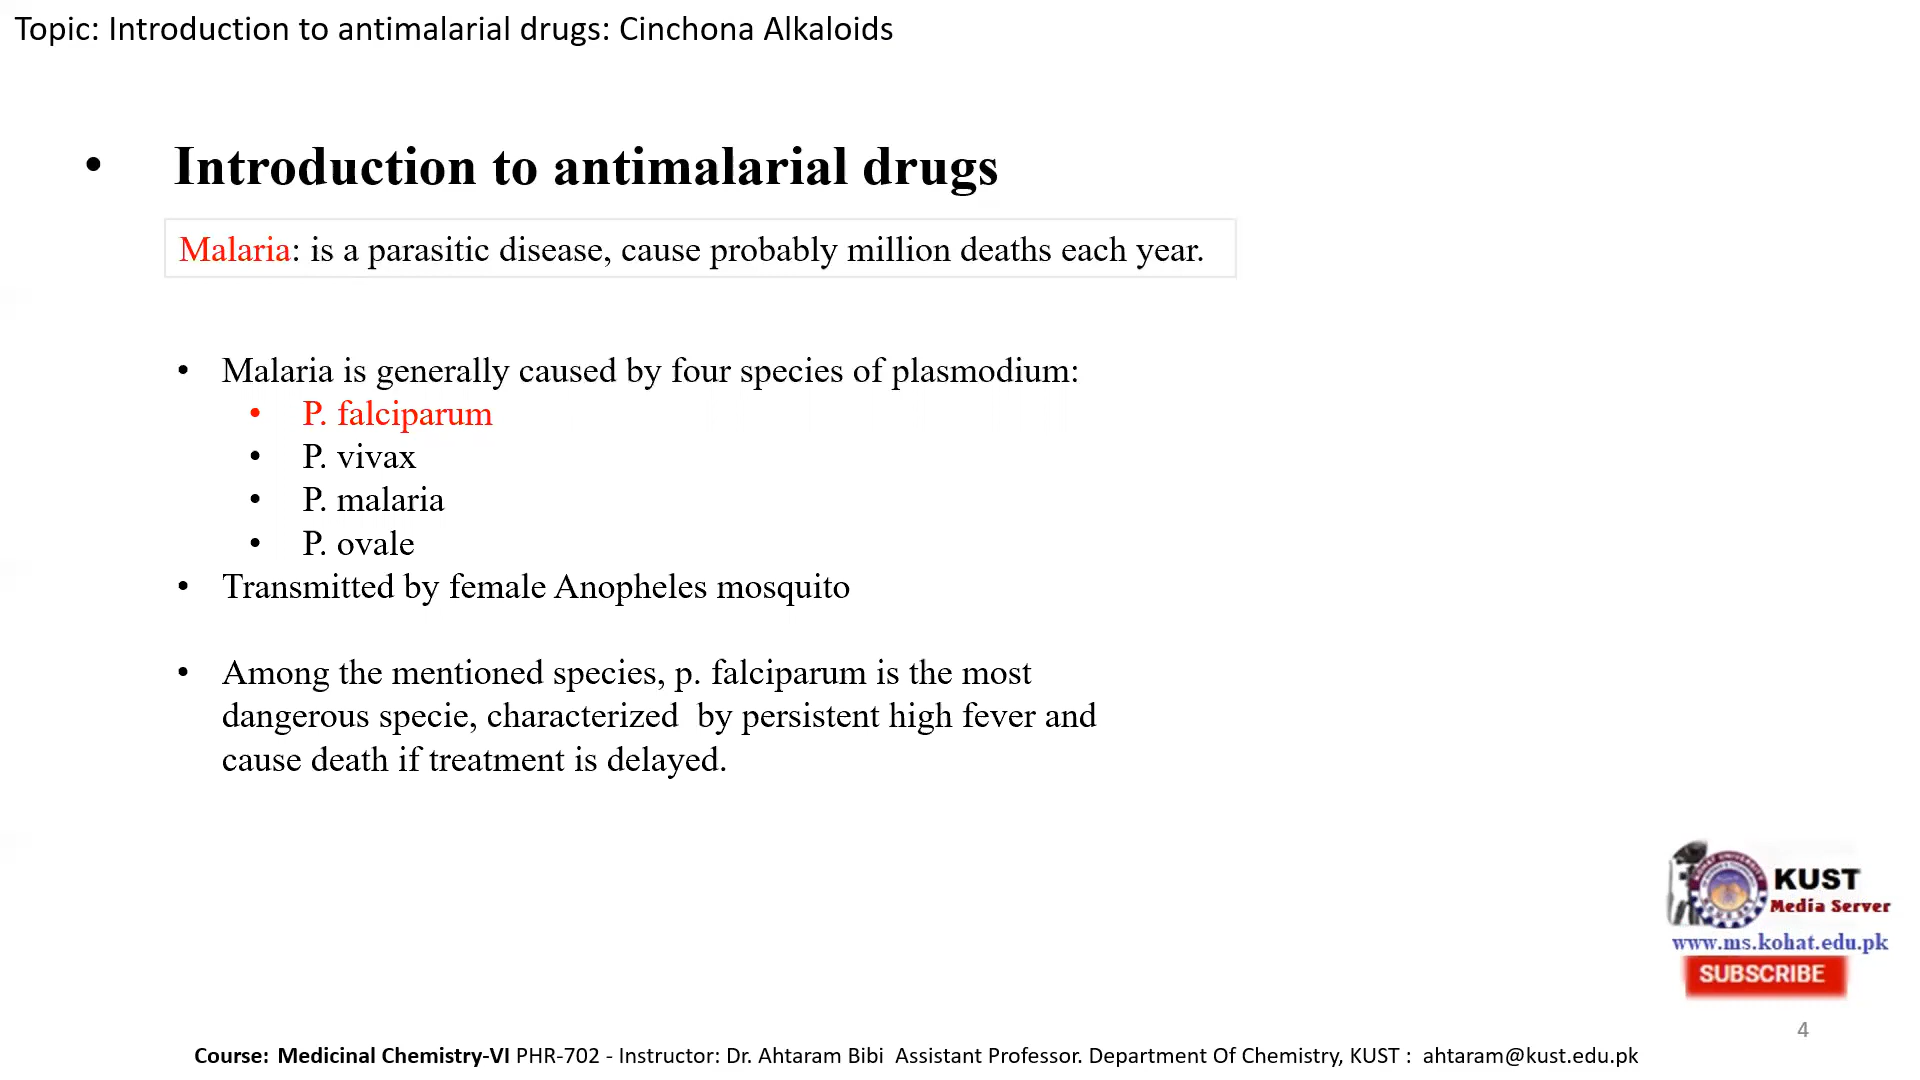 Topic: Introduction to antimalarial drugs: Cinchona Alkaloids
• Introduction to antimalarial drugs
Malaria: is a parasitic disease, cause probably million deaths each year.
• Malaria is generally caused by four species of plasmodium:
• P. falciparum
• P. vivax
• P. malaria
• P. ovale
• Transmitted by female Anopheles mosquito
• Among the mentioned species, p. falciparum is the most
dangerous specie, characterized by persistent high fever and
cause death if treatment is delayed.
KUST
Media Server
www.ms.kohat.edu.pk
SUBSCRIBE
4
Course: Medicinal Chemistry-VI PHR-702 - Instructor: Dr. Ahtaram Bibi Assistant Professor. Department Of Chemistry, KUST : ahtaram@kust.edu.pk